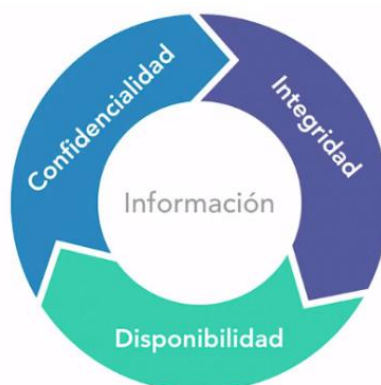 Confidencialidad
Integridad
Información
Disponibilidad